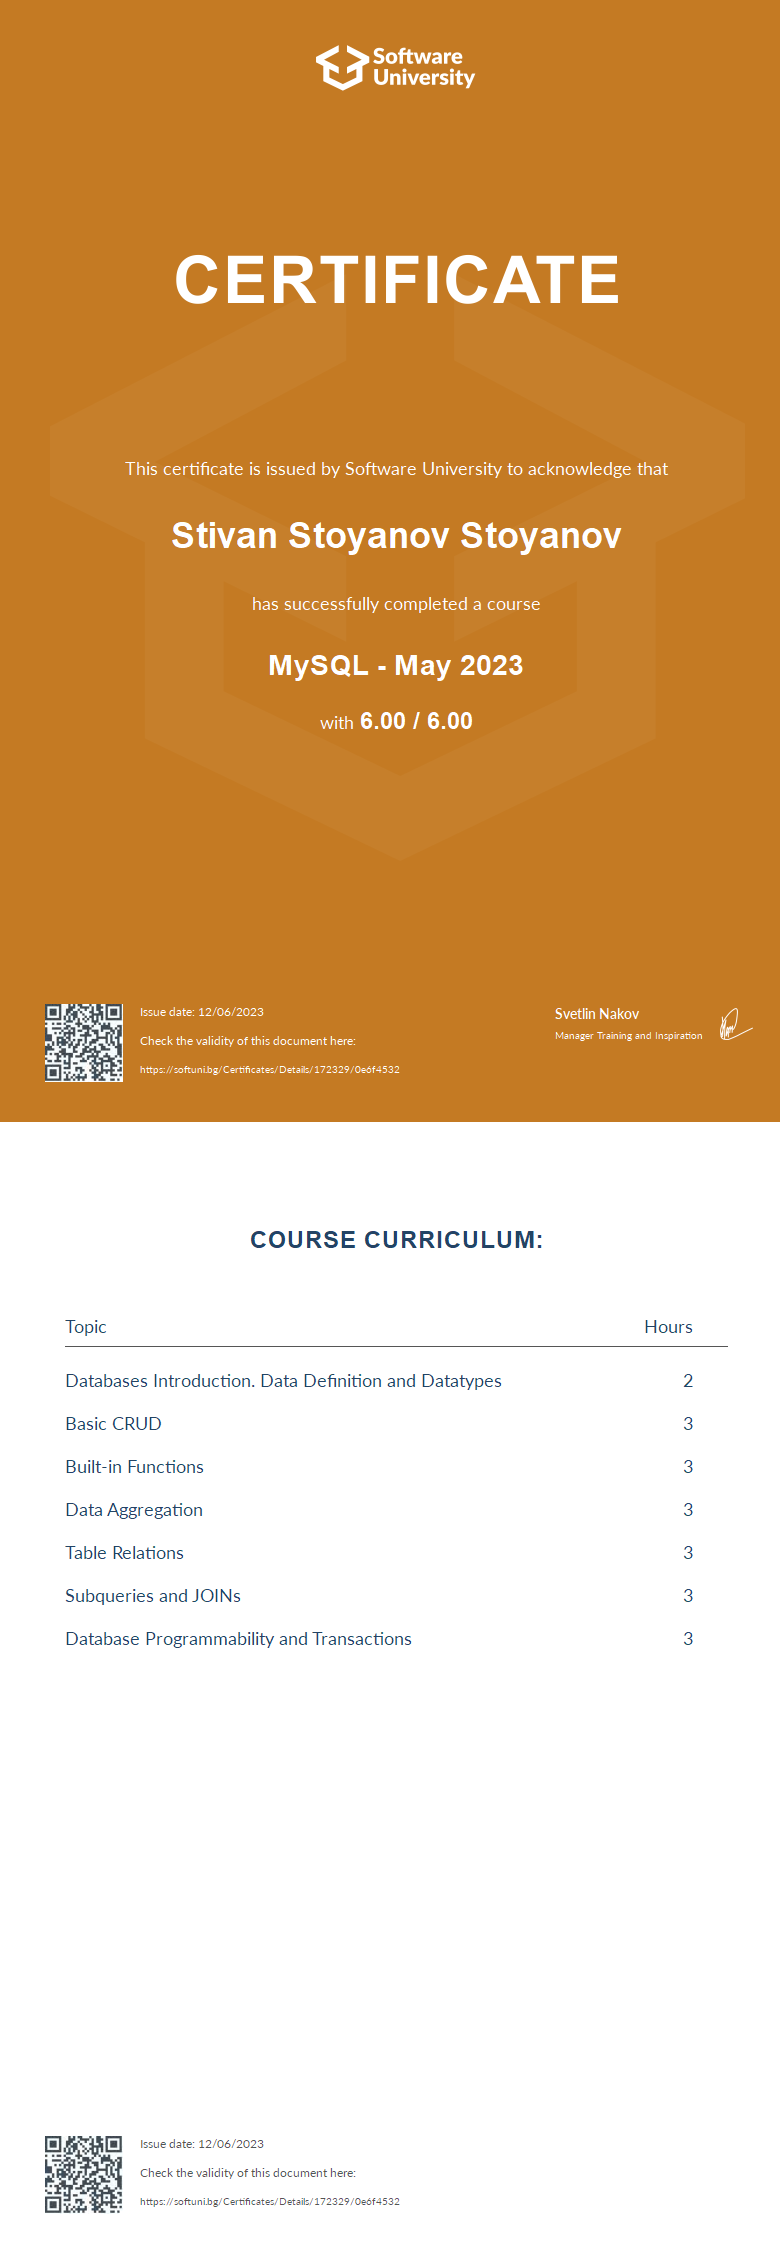 Software
University
CERTIFICATE
This certificate is issued by Software University to acknowledge that
Stivan Stoyanov Stoyanov
has successfully completed a course
MySQL - May 2023
with 6.00 / 6.00
Issue date: 12/06/2023
Check the validity of this document here:
https://softuni.bg/Certificates/Details/172329/0e6f4532
Svetlin Nakov
Manager Training and Inspiration
COURSE CURRICULUM:
Topic Hours
Databases Introduction. Data Definition and Datatypes 2
Basic CRUD 3
Built-in Functions 3
Data Aggregation 3
Table Relations 3
Subqueries and JOINs 3
Database Programmability and Transactions 3
Issue date: 12/06/2023
Check the validity of this document here:
https://softuni.bg/Certificates/Details/172329/0e6f4532